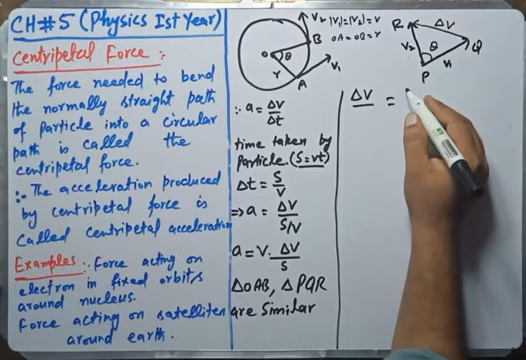 CH#5 (Physics Ist Year)
Centripetal Force :-
The force needed to bend
the normally straight path
of Particle into a circular
path is called the
centripetal force.
∴ The acceleration produced
by centripetal force is
Called centripetal acceleration
Examples:- Force acting on
electron in fixed orbits
around nucleus.
Force acting on satellites
around earth.
V₂ |V₁|=|V₂|=V
OA=OB=r
O θ B
r A V₁
∴ a = ΔV/Δt
time taken by
Particle. (S=vt)
Δt = S/V
⇒ a = ΔV/S/V
a = V. ΔV/S
△OAB, △PQR
are Similar
R ΔV
V₂ θ Q
P V₁
ΔV =